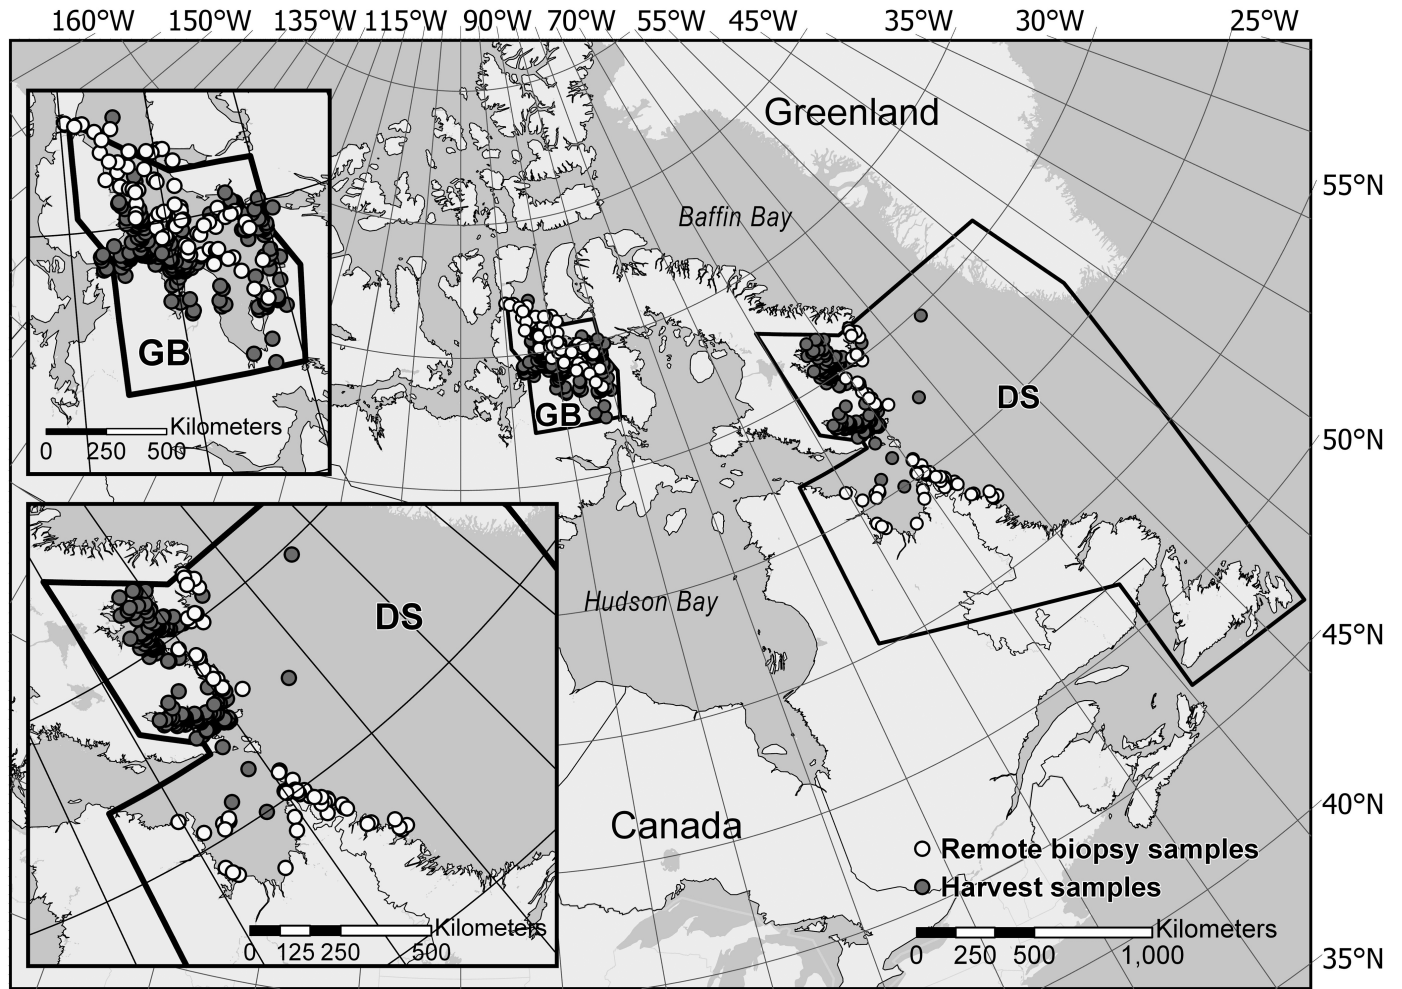 160°W 150°W 135°W 115°W 90°W 70°W 55°W 45°W 35°W 30°W 25°W
Greenland
55°N
Baffin Bay
GB
Kilometers
0 250 500
GB
DS
50°N
DS
Hudson Bay
45°N
40°N
Canada
Remote biopsy samples
Harvest samples
Kilometers
0 125 250 500
Kilometers
0 250 500 1,000
35°N